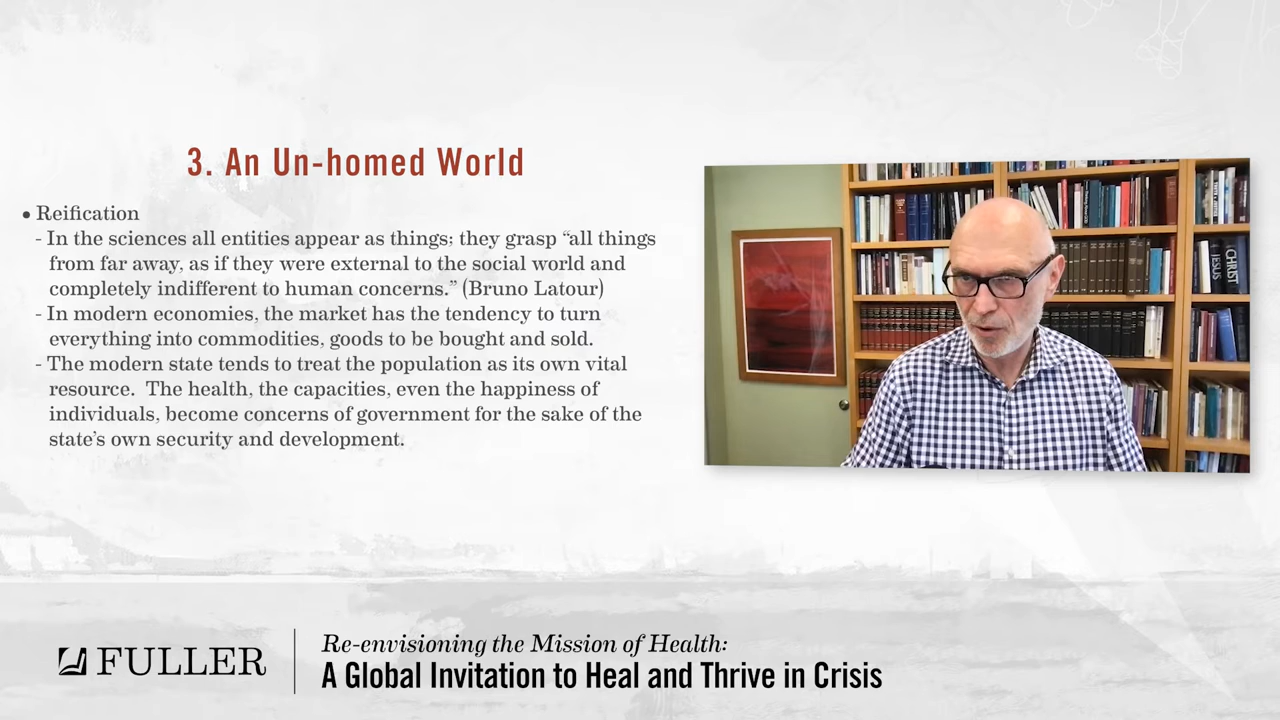 3. An Un-homed World
• Reification
- In the sciences all entities appear as things; they grasp “all things
from far away, as if they were external to the social world and
completely indifferent to human concerns.” (Bruno Latour)
- In modern economies, the market has the tendency to turn
everything into commodities, goods to be bought and sold.
- The modern state tends to treat the population as its own vital
resource. The health, the capacities, even the happiness of
individuals, become concerns of government for the sake of the
state’s own security and development.
CHRIST
JESUS
FULLER
Re-envisioning the Mission of Health:
A Global Invitation to Heal and Thrive in Crisis